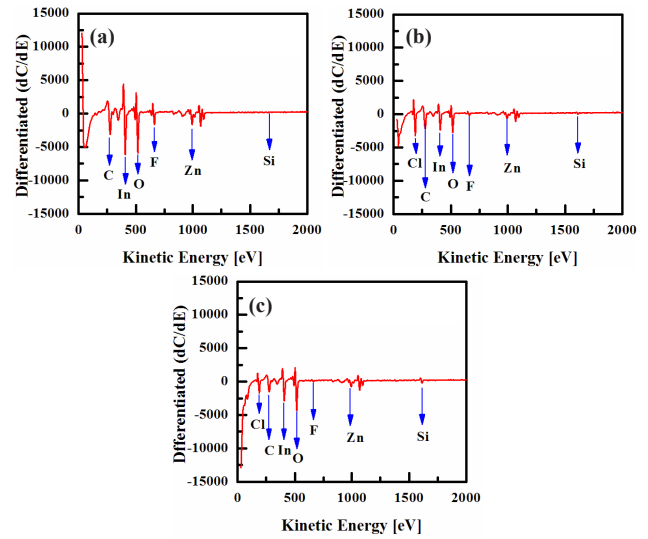 (a)
15000
10000
5000
0
-5000
-10000
-15000
0 500 1000 1500 2000
Differentiated (dC/dE)
Kinetic Energy [eV]
C
In
O
F
Zn
Si
(b)
15000
10000
5000
0
-5000
-10000
-15000
0 500 1000 1500 2000
Differentiated (dC/dE)
Kinetic Energy [eV]
Cl
C
In
O
F
Zn
Si
(c)
15000
10000
5000
0
-5000
-10000
-15000
0 500 1000 1500 2000
Dfferentiated (dC/dE)
Kinetic Energy [eV]
Cl
C
In
O
F
Zn
Si